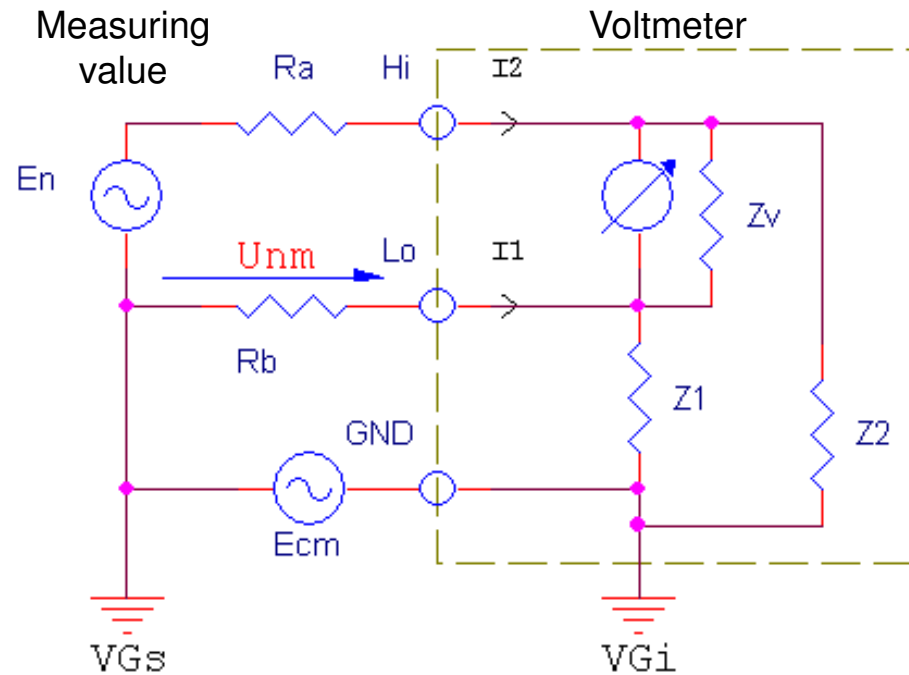 Measuring
value
Voltmeter
Ra
Hi
I2
En
Zv
Unm
Lo
I1
Rb
Z1
Z2
GND
Ecm
VGs
VGi